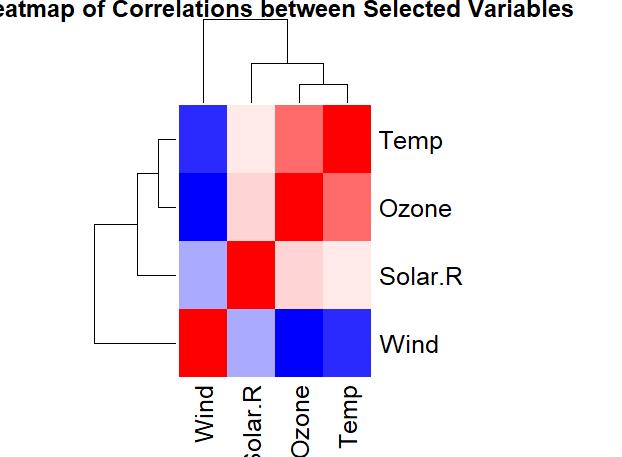 eatmap of Correlations between Selected Variables
Temp
Ozone
Solar.R
Wind
Wind
Solar.R
Ozone
Temp